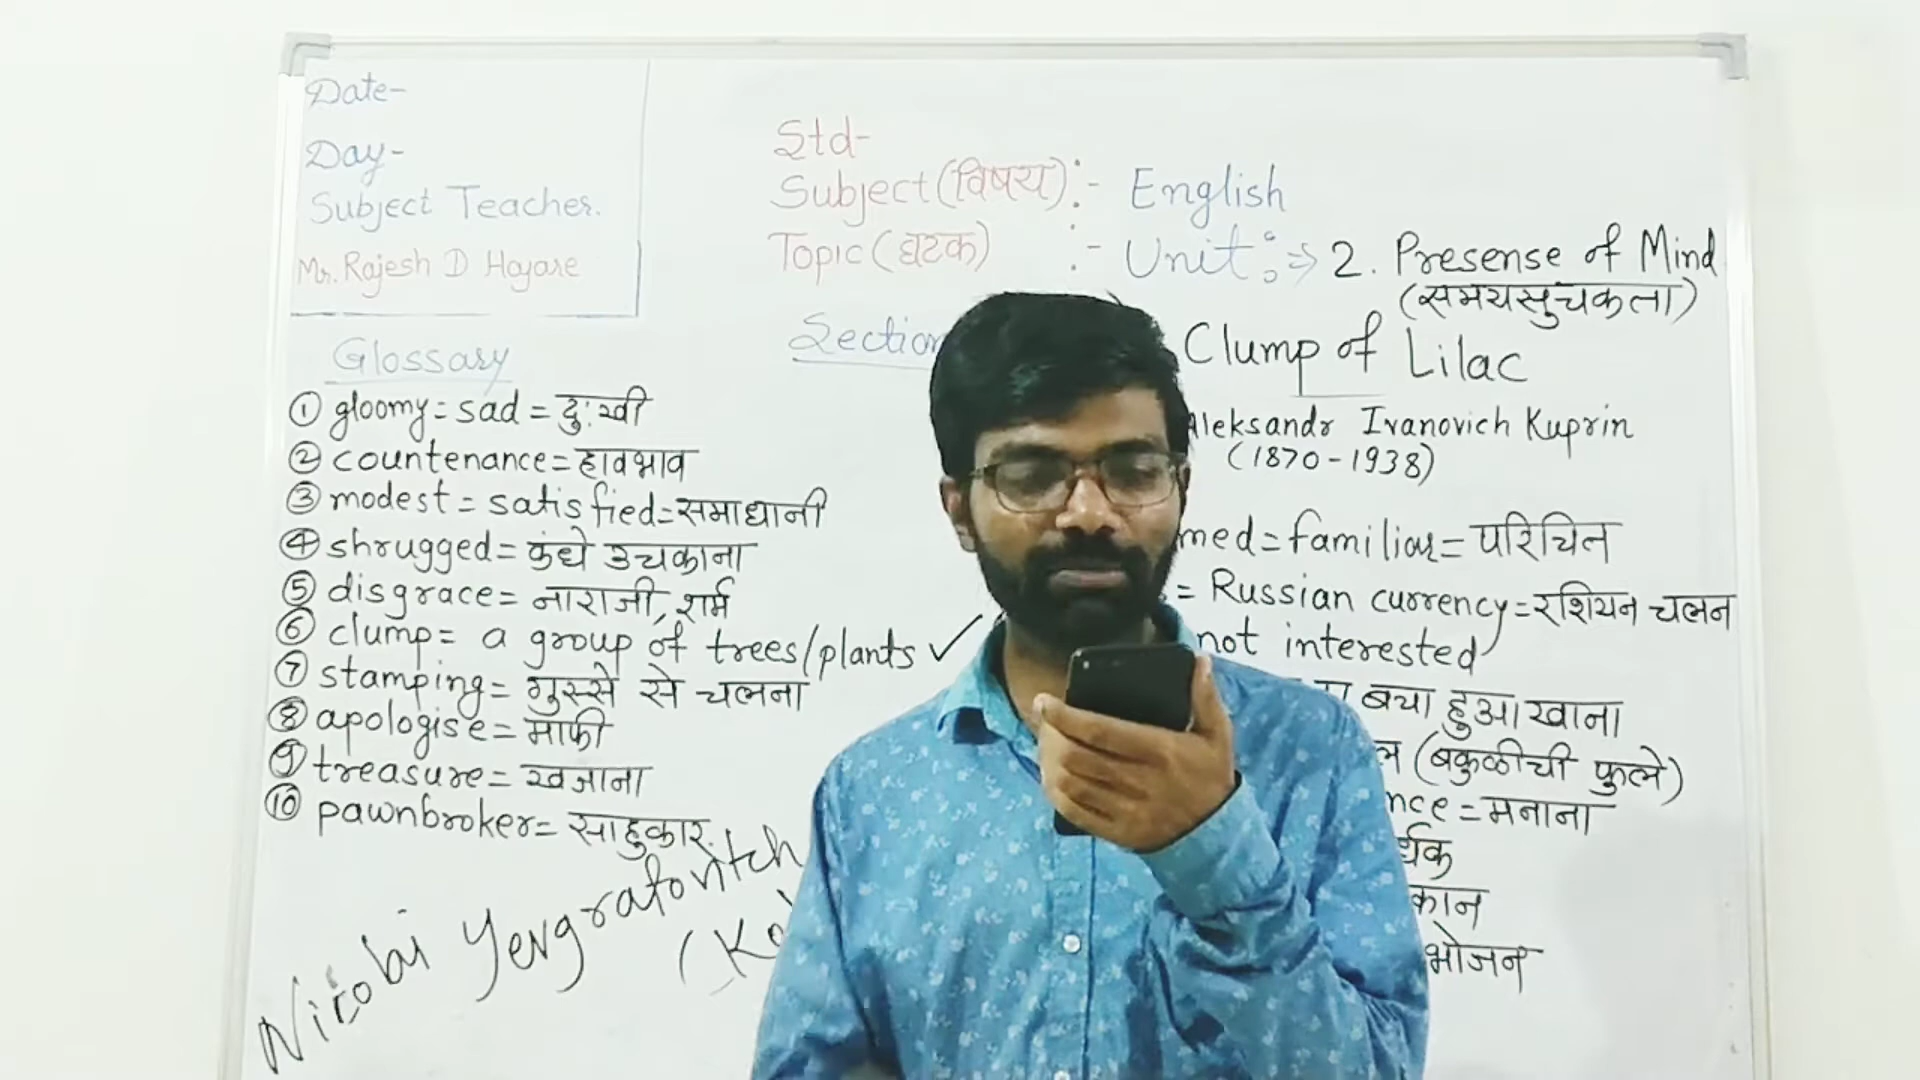 Date-
Day-
Subject Teacher.
Mr. Rajesh D Hajare
Std-
Subject (विषय) :- English
Topic (घटक) :- Unit :⇒ 2. Presense of Mind
(समयसुचकता)
Section
Clump of Lilac
Aleksandr Ivanovich Kuprin
(1870-1938)
Glossary
① gloomy = sad = दुःखी
② countenance = हावभाव
③ modest = satisfied = समाधानी
④ shrugged = कंधे उचकाना
⑤ disgrace = नाराजी, शर्म
⑥ clump = a group of trees/plants ✓
⑦ stamping = गुस्से से चलना
⑧ apologise = माफी
⑨ treasure = खजाना
⑩ pawnbroker = साहुकार
med = familiar = परिचित
= Russian currency = रशियन चलन
not interested
बचा हुआ खाना
ल (बकुळीची फुले)
nce = मनाना
र्थक
कान
भोजन
Yevgrafovitch